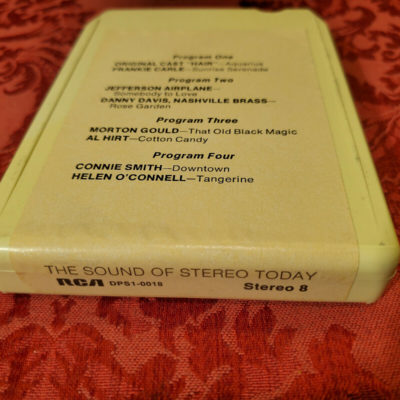 Program One
ORIGINAL CAST "HAIR"—Aquarius
FRANKIE CARLE—Sunrise Serenade
Program Two
JEFFERSON AIRPLANE—
Somebody to Love
DANNY DAVIS, NASHVILLE BRASS—
Rose Garden
Program Three
MORTON GOULD—That Old Black Magic
AL HIRT—Cotton Candy
Program Four
CONNIE SMITH—Downtown
HELEN O'CONNELL—Tangerine
THE SOUND OF STEREO TODAY
RCA DPS1-0018 Stereo 8